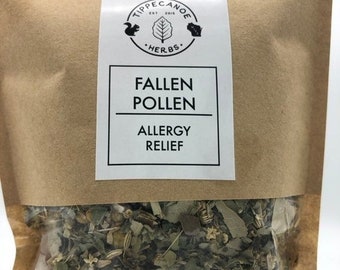 TIPPECANOE
EST. 2015
HERBS
FALLEN
POLLEN
ALLERGY
RELIEF